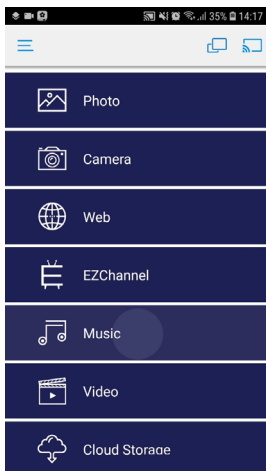 35% 14:17
Photo
Camera
Web
EZChannel
Music
Video
Cloud Storage